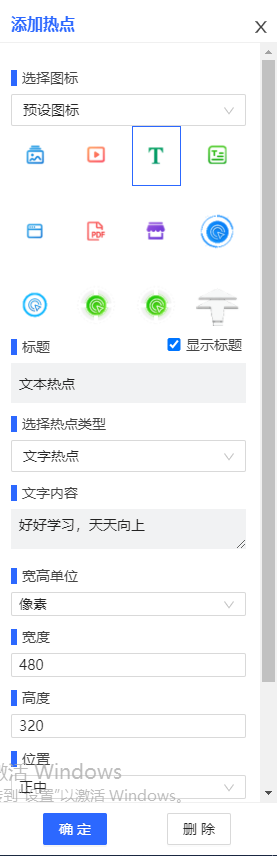 添加热点
选择图标
预设图标
T
PDF
标题
显示标题
文本热点
选择热点类型
文字热点
文字内容
好好学习，天天向上
宽高单位
像素
宽度
480
高度
320
位置
激活 Windows
正中
转到"设置"以激活 Windows。
确 定
删 除